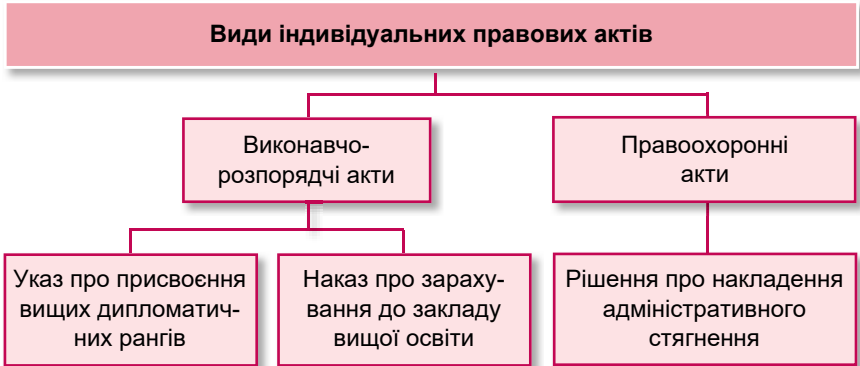 Види індивідуальних правових актів
Виконавчо-
розпорядчі акти
Правоохоронні
акти
Указ про присвоєння
вищих дипломатич-
них рангів
Наказ про зараху-
вання до закладу
вищої освіти
Рішення про накладення
адміністративного
стягнення